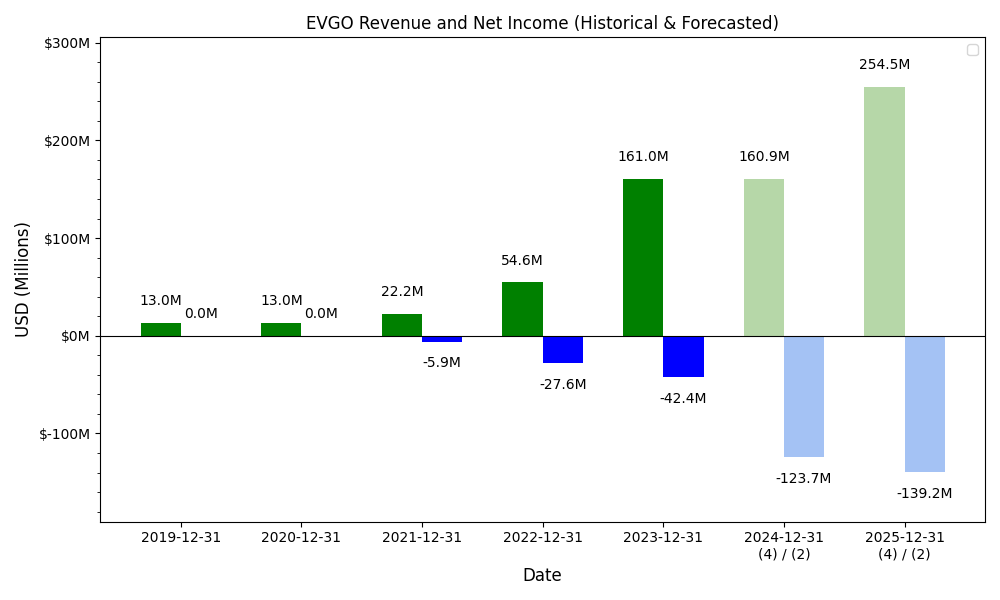 EVGO Revenue and Net Income (Historical & Forecasted)
$300M
$200M
$100M
$0M
$-100M
USD (Millions)
13.0M
0.0M
13.0M
0.0M
22.2M
-5.9M
54.6M
-27.6M
161.0M
-42.4M
160.9M
-123.7M
254.5M
-139.2M
2019-12-31
2020-12-31
2021-12-31
2022-12-31
2023-12-31
2024-12-31
(4) / (2)
2025-12-31
(4) / (2)
Date